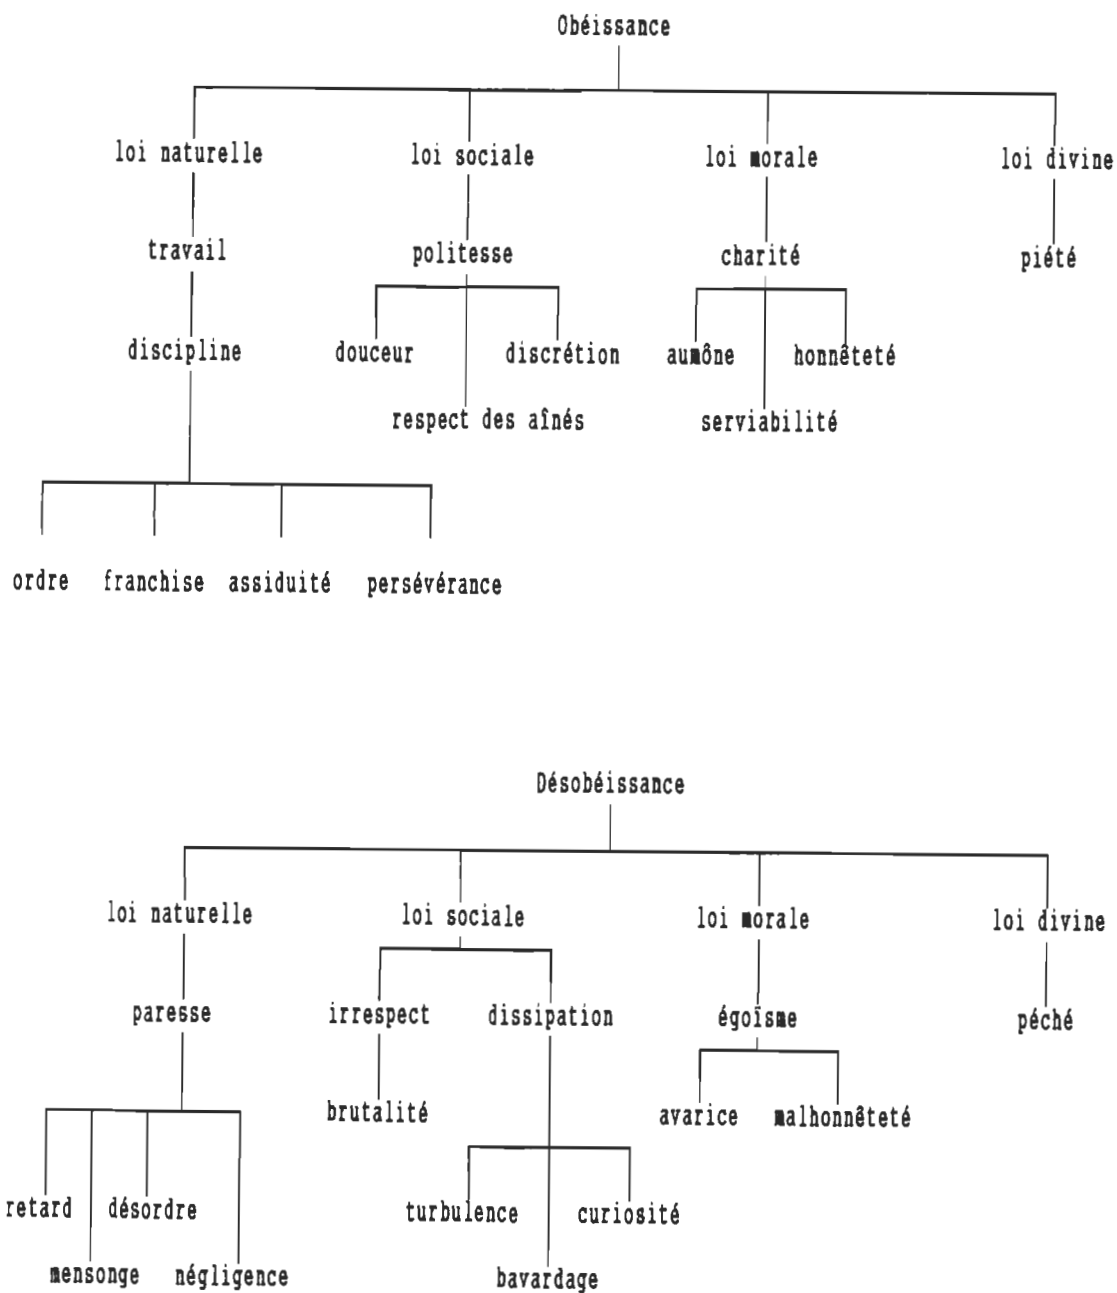 Obéissance
loi naturelle loi sociale loi morale loi divine
travail politesse charité piété
discipline douceur discrétion aumône honnêteté
respect des aînés serviabilité
ordre franchise assiduité persévérance
Désobéissance
loi naturelle loi sociale loi morale loi divine
paresse irrespect dissipation égoïsme péché
brutalité avarice malhonnêteté
retard désordre turbulence curiosité
mensonge négligence bavardage